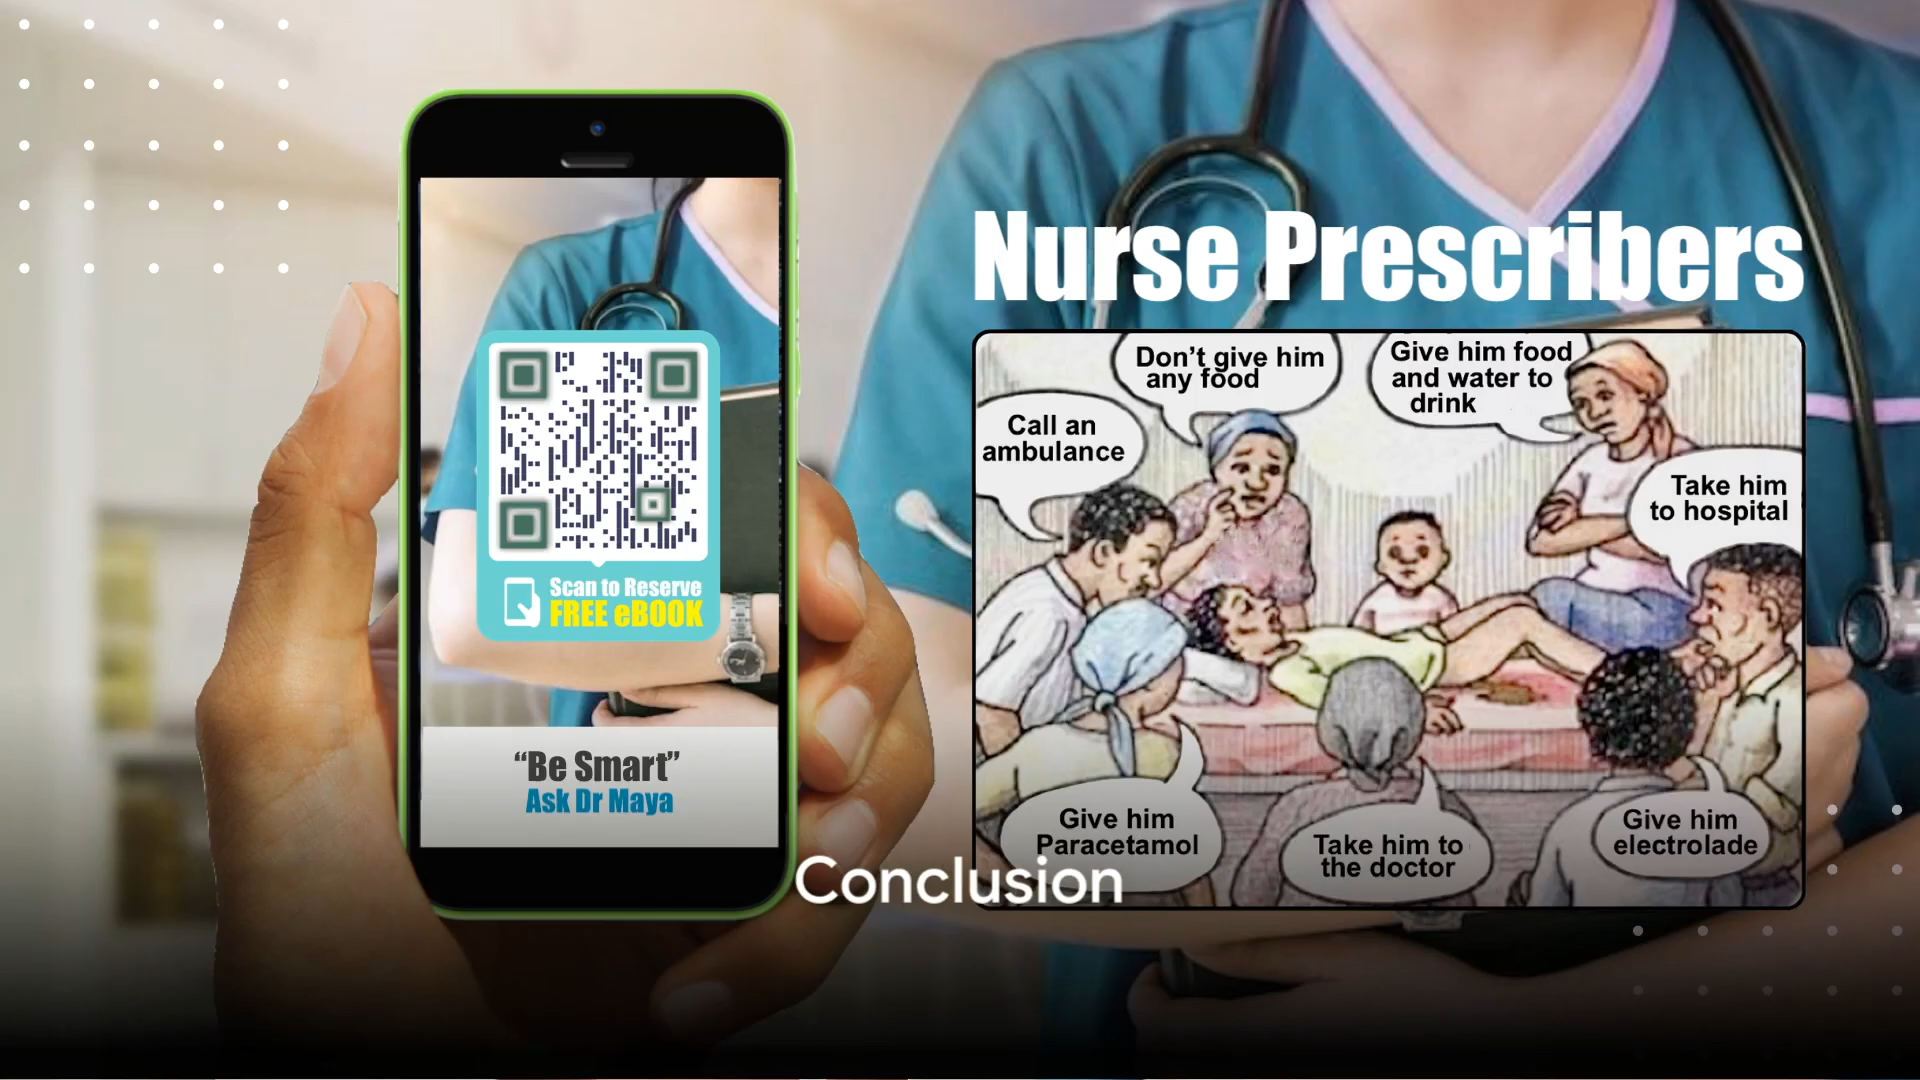 Nurse Prescribers
Don't give him
any food
Give him food
and water to
drink
Call an
ambulance
Take him
to hospital
Give him
Paracetamol
Take him to
the doctor
Give him
electrolade
Scan to Reserve
FREE eBOOK
“Be Smart”
Ask Dr Maya
Conclusion